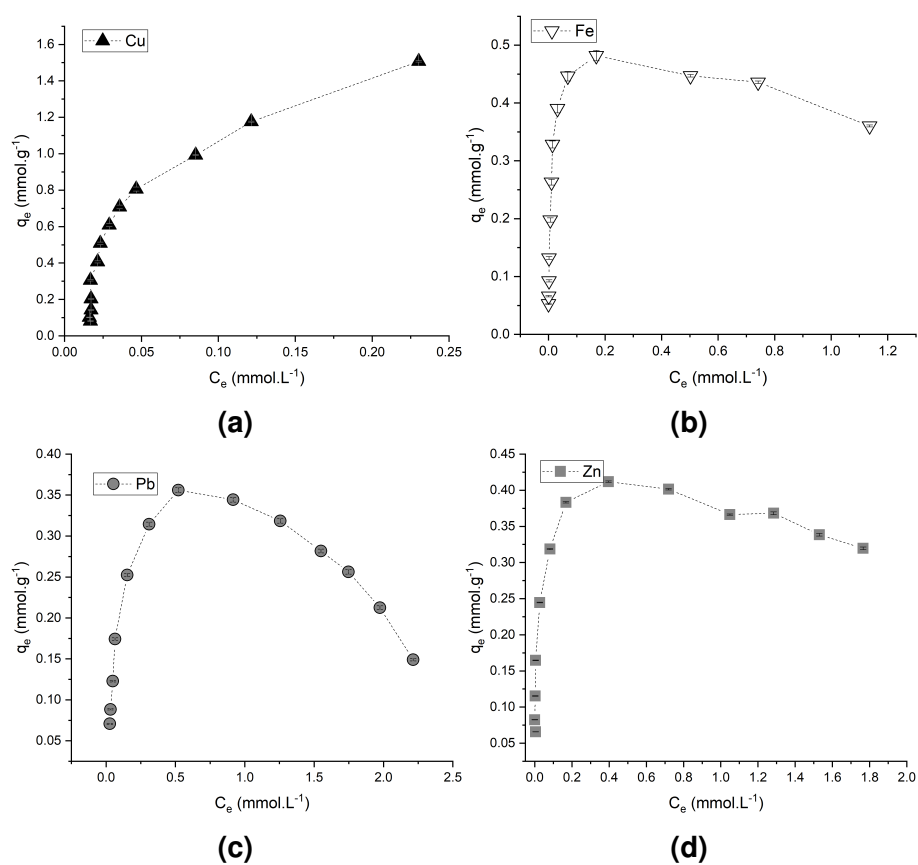 Cu
1.6
1.4
1.2
1.0
0.8
0.6
0.4
0.2
0.0
qe (mmol.g-1)
0.00 0.05 0.10 0.15 0.20 0.25
Ce (mmol.L-1)
(a)
Fe
0.5
0.4
0.3
0.2
0.1
0.0
qe (mmol.g-1)
0.0 0.2 0.4 0.6 0.8 1.0 1.2
Ce (mmol.L-1)
(b)
Pb
0.40
0.35
0.30
0.25
0.20
0.15
0.10
0.05
qe (mmol.g-1)
0.0 0.5 1.0 1.5 2.0 2.5
Ce (mmol.L-1)
(c)
Zn
0.45
0.40
0.35
0.30
0.25
0.20
0.15
0.10
0.05
qe (mmol.g-1)
0.0 0.2 0.4 0.6 0.8 1.0 1.2 1.4 1.6 1.8 2.0
Ce (mmol.L-1)
(d)